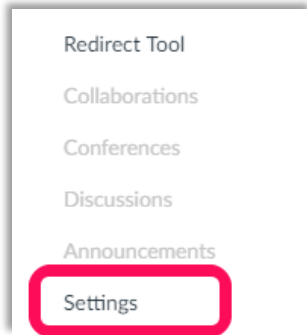 Redirect Tool
Collaborations
Conferences
Discussions
Announcements
Settings